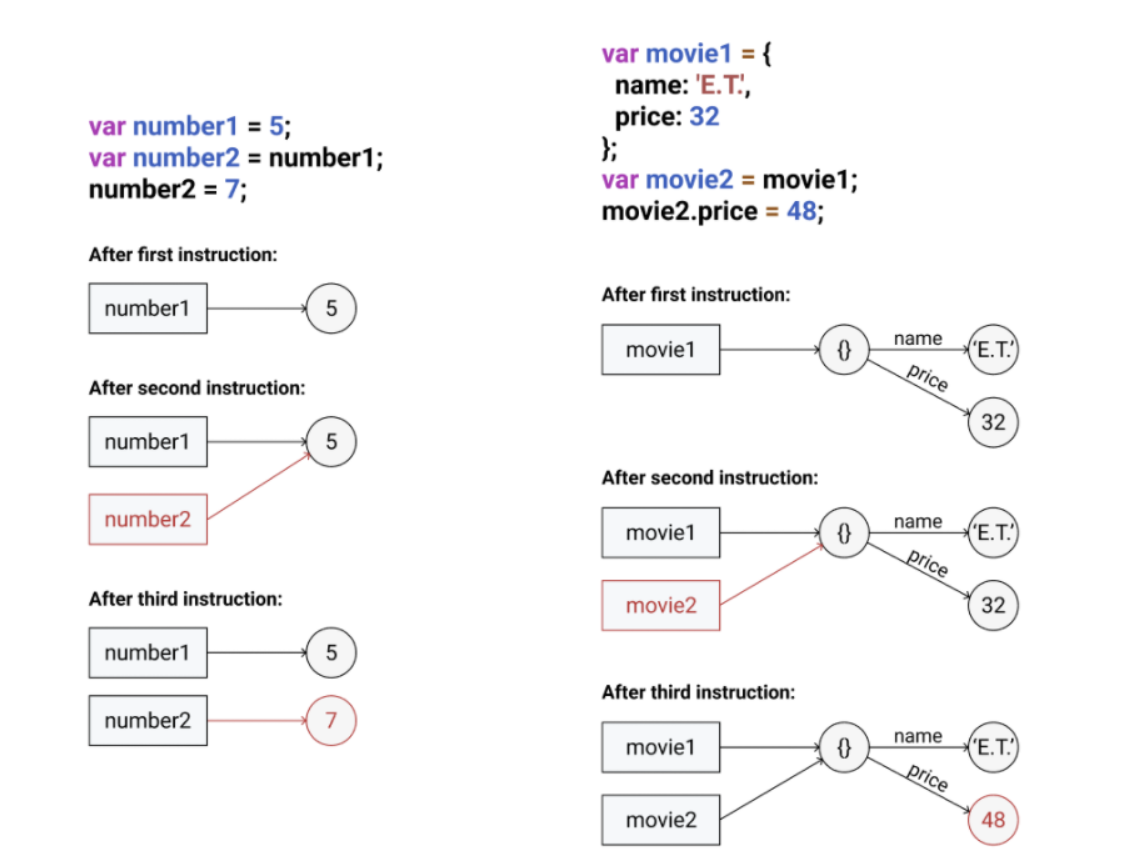 var number1 = 5;
var number2 = number1;
number2 = 7;
After first instruction:
number1
5
After second instruction:
number1
5
number2
After third instruction:
number1
5
number2
7
var movie1 = {
name: 'E.T.',
price: 32
};
var movie2 = movie1;
movie2.price = 48;
After first instruction:
movie1
{}
name
'E.T.'
price
32
After second instruction:
movie1
{}
name
'E.T.'
price
movie2
32
After third instruction:
movie1
{}
name
'E.T.'
price
movie2
48